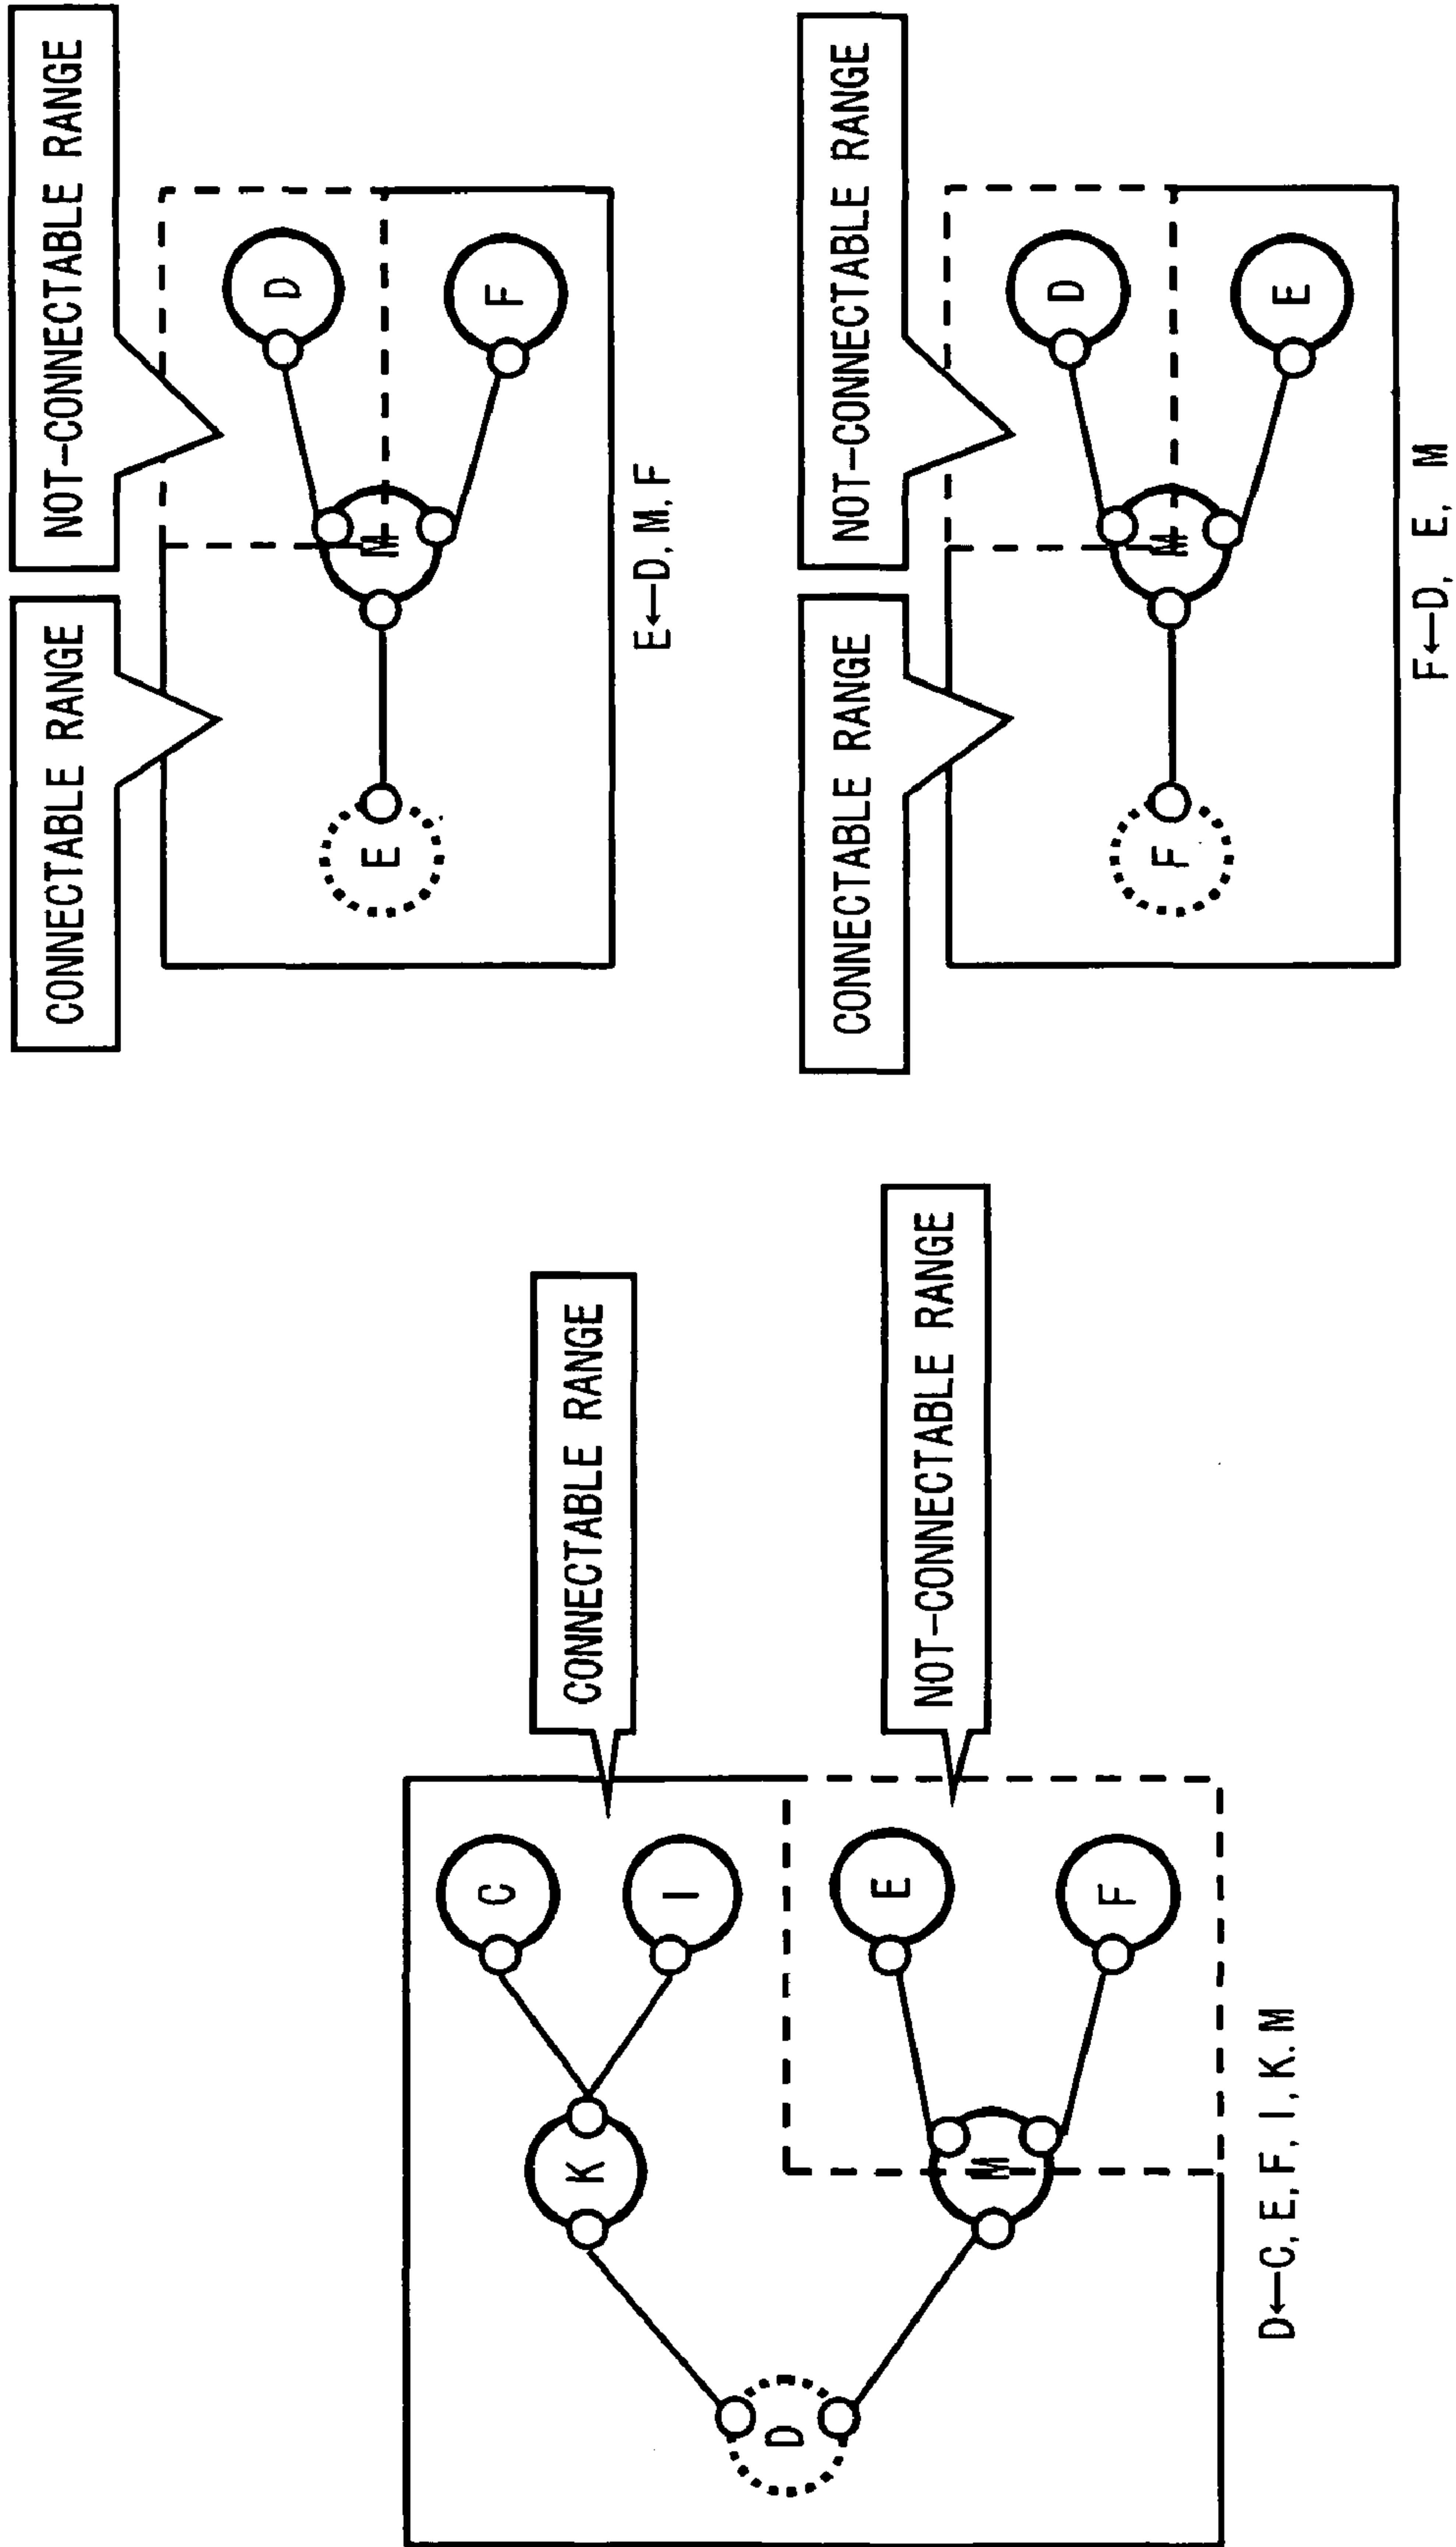 CONNECTABLE RANGE
NOT-CONNECTABLE RANGE
C
K
I
D
E
M
F
D←C, E, F, I, K. M
CONNECTABLE RANGE
NOT-CONNECTABLE RANGE
D
E
M
F
E←D, M, F
CONNECTABLE RANGE
NOT-CONNECTABLE RANGE
D
F
M
E
F←D, E, M